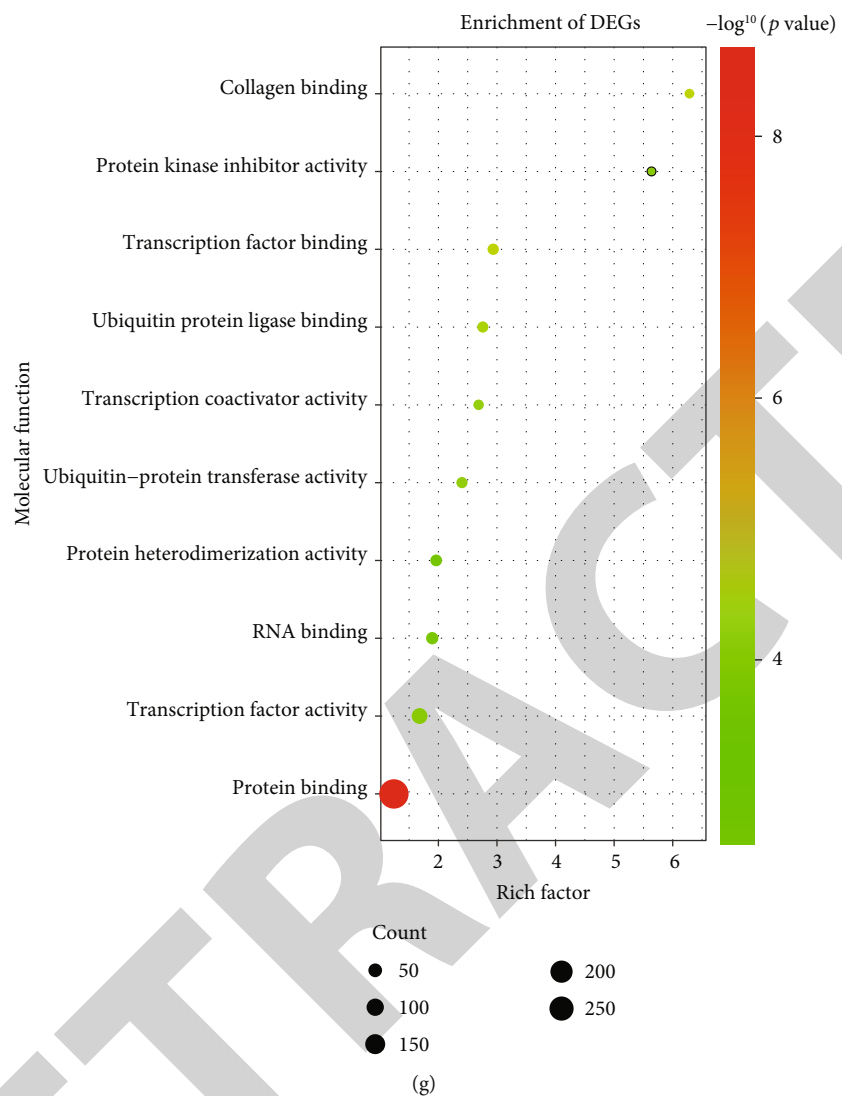 Enrichment of DEGs
−log¹⁰ (p value)
Collagen binding
Protein kinase inhibitor activity
Transcription factor binding
Ubiquitin protein ligase binding
Transcription coactivator activity
Ubiquitin−protein transferase activity
Protein heterodimerization activity
RNA binding
Transcription factor activity
Protein binding
Molecular function
8
6
4
2 3 4 5 6
Rich factor
Count
50 200
100 250
150
(g)
TRACT